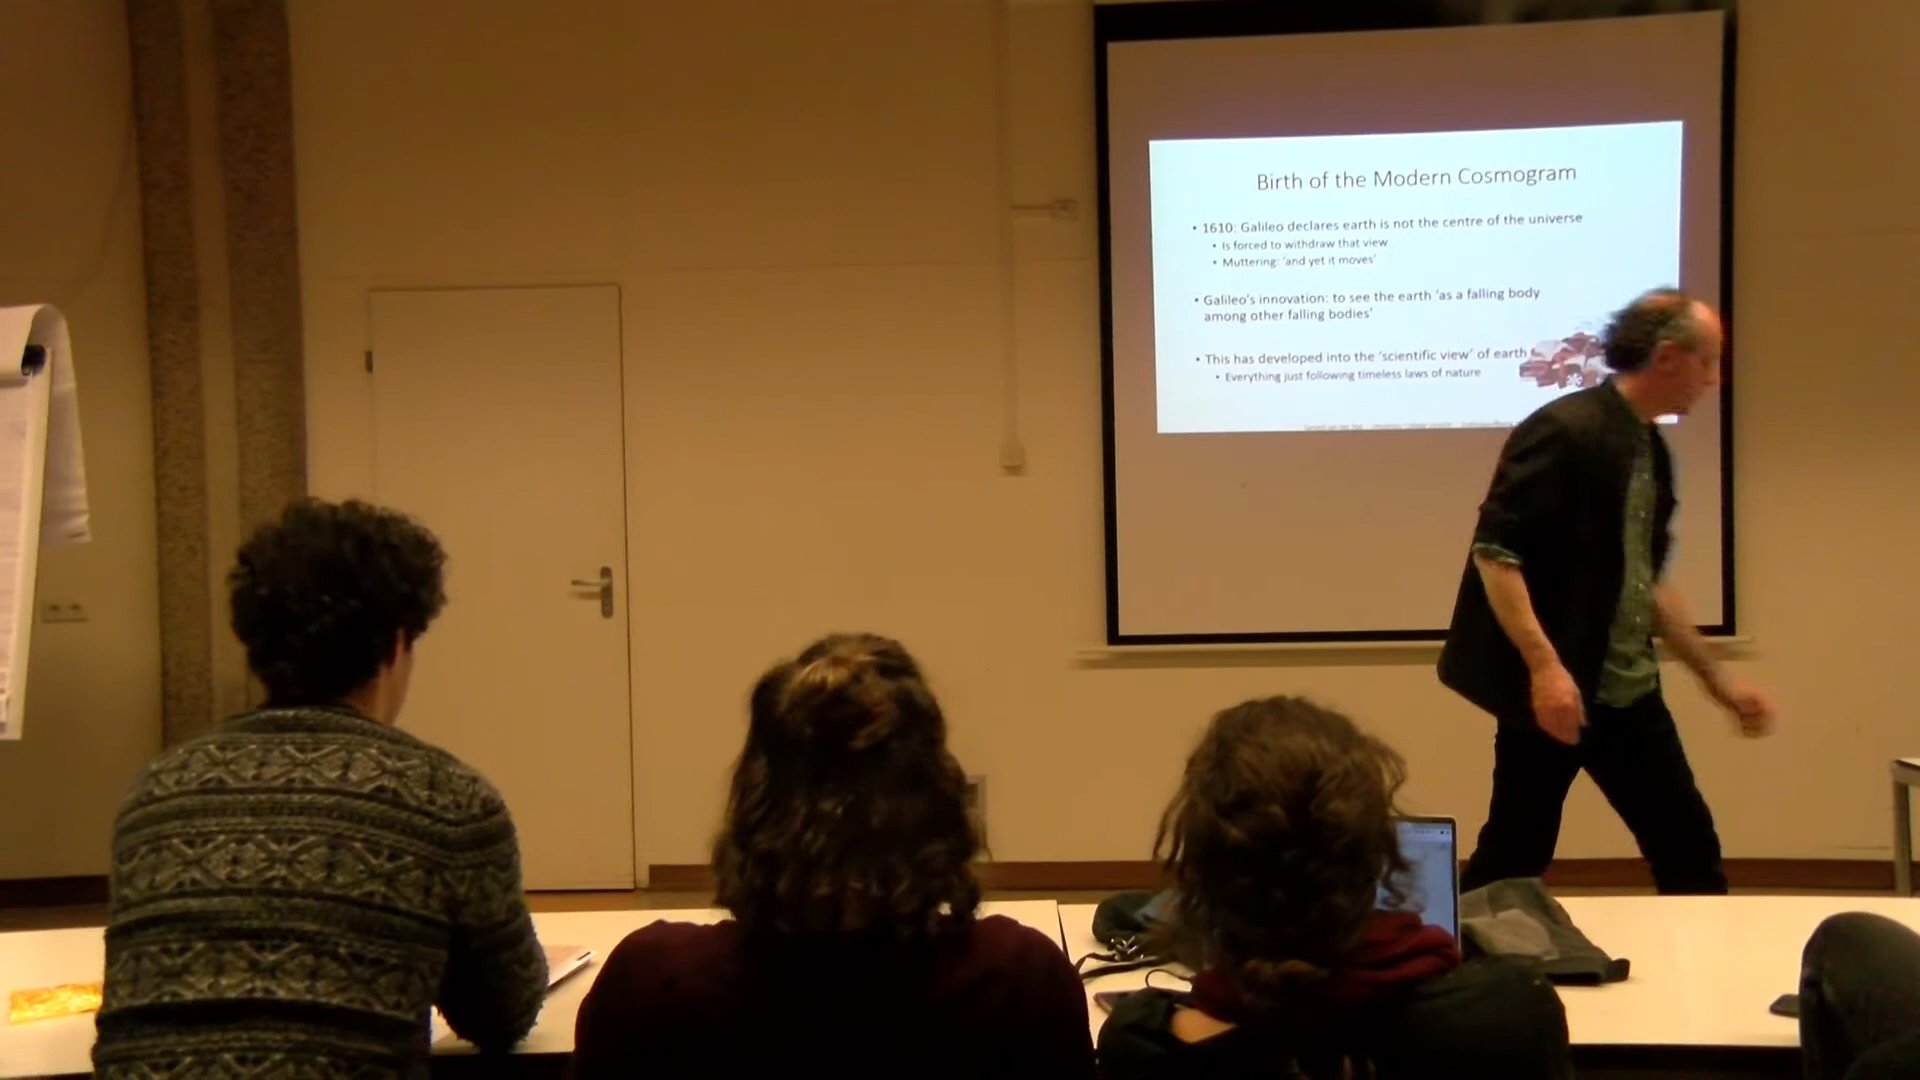 Birth of the Modern Cosmogram
• 1610: Galileo declares earth is not the centre of the universe
• Is forced to withdraw that view
• Muttering: ‘and yet it moves’
• Galileo’s innovation: to see the earth ‘as a falling body
among other falling bodies’
• This has developed into the ‘scientific view’ of earth
• Everything just following timeless laws of nature